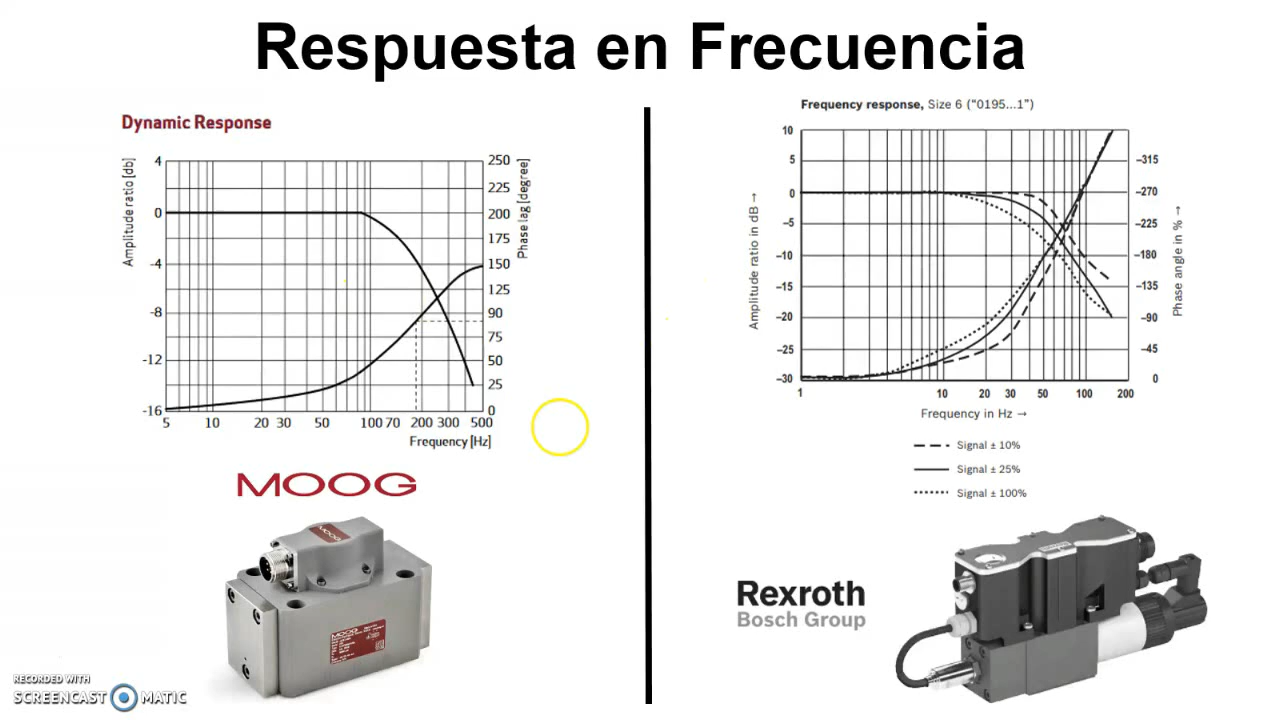 Respuesta en Frecuencia
Dynamic Response
Amplitude ratio [db]
4
0
-4
-8
-12
-16
250
225
200
175
150
125
90
75
50
25
0
Phase lag [degree]
5 10 20 30 50 100 70 200 300 500
Frequency [Hz]
MOOG
MOOG
MOOG
Frequency response, Size 6 ("0195...1")
Amplitude ratio in dB →
10
5
0
–5
–10
–15
–20
–25
–30
–315
–270
–225
–180
–135
–90
–45
0
Phase angle in % →
1 10 20 30 50 100 200
Frequency in Hz →
Signal ± 10%
Signal ± 25%
Signal ± 100%
Rexroth
Bosch Group
RECORDED WITH
SCREENCAST MATIC